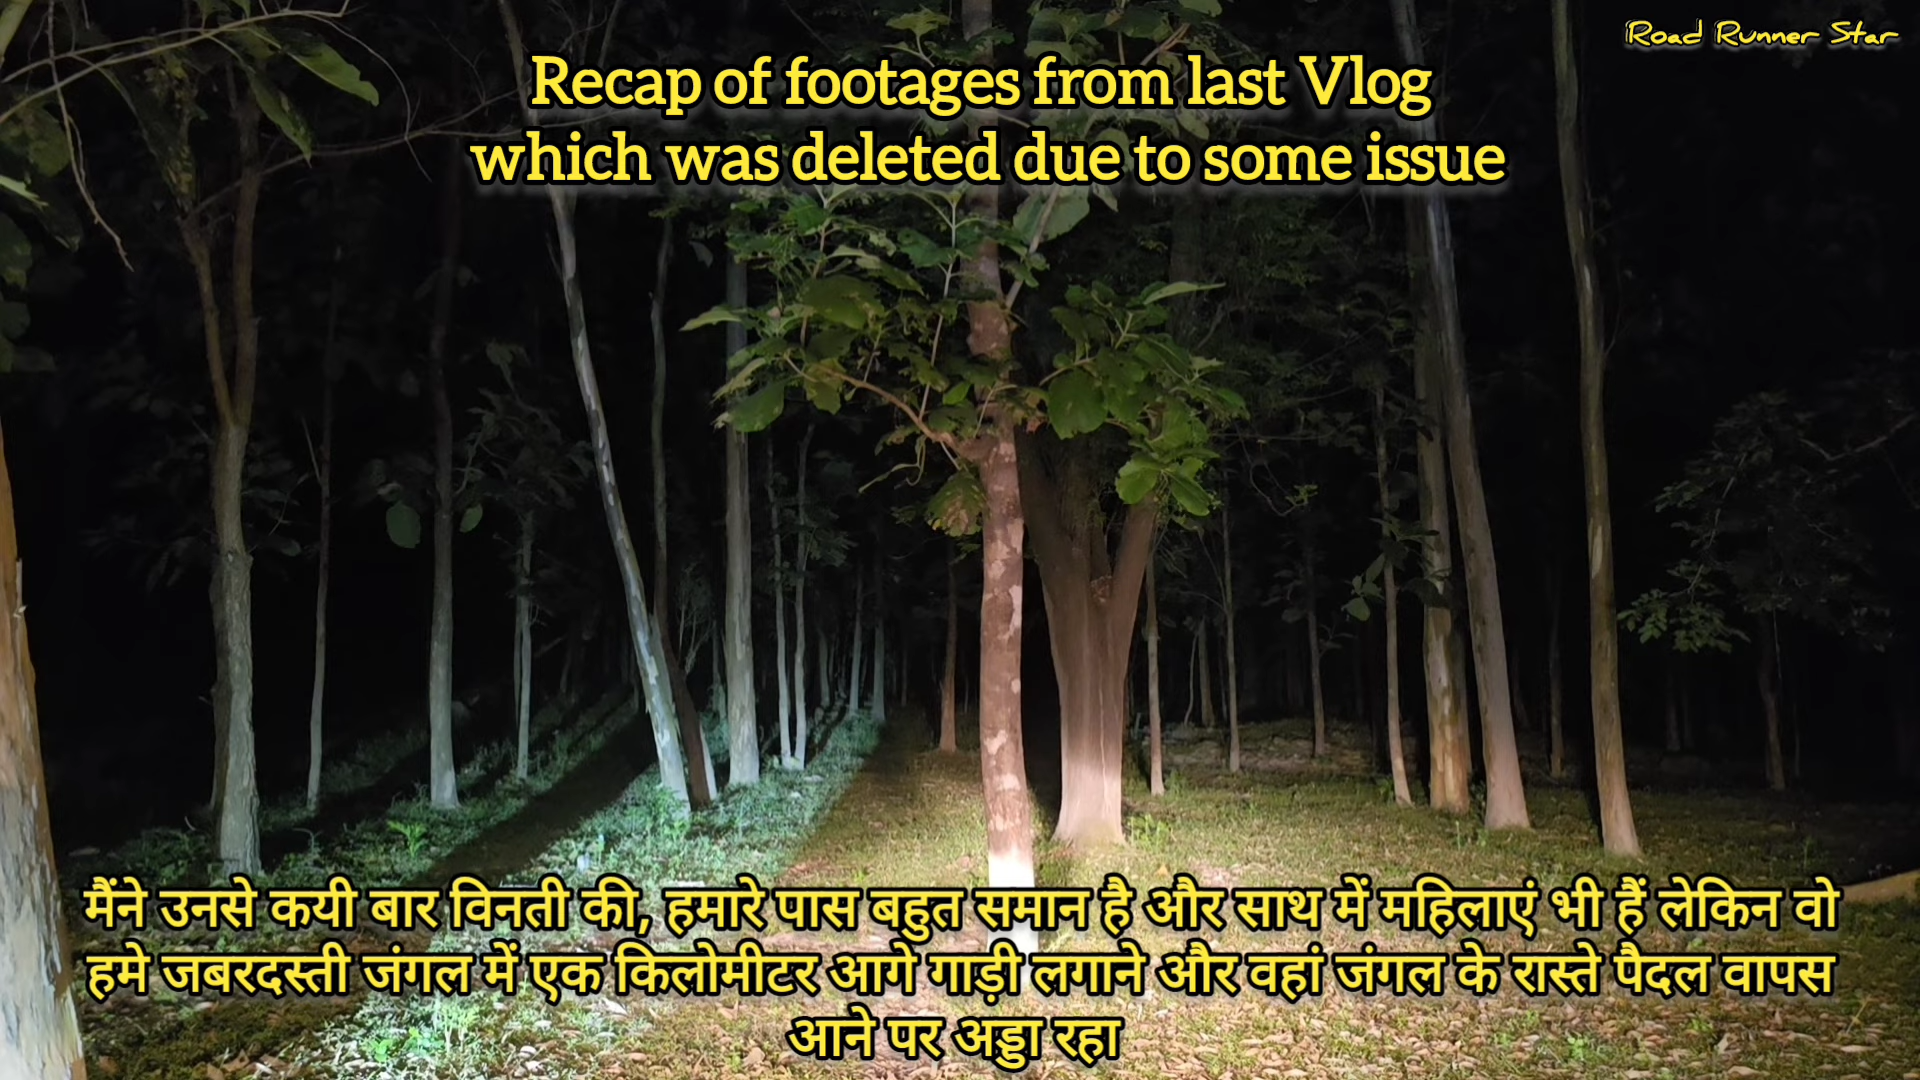 Road Runner Star
Recap of footages from last Vlog
which was deleted due to some issue
मैंने उनसे कयी बार विनती की, हमारे पास बहुत समान है और साथ में महिलाएं भी हैं लेकिन वो
हमे जबरदस्ती जंगल में एक किलोमीटर आगे गाड़ी लगाने और वहां जंगल के रास्ते पैदल वापस
आने पर अड्डा रहा